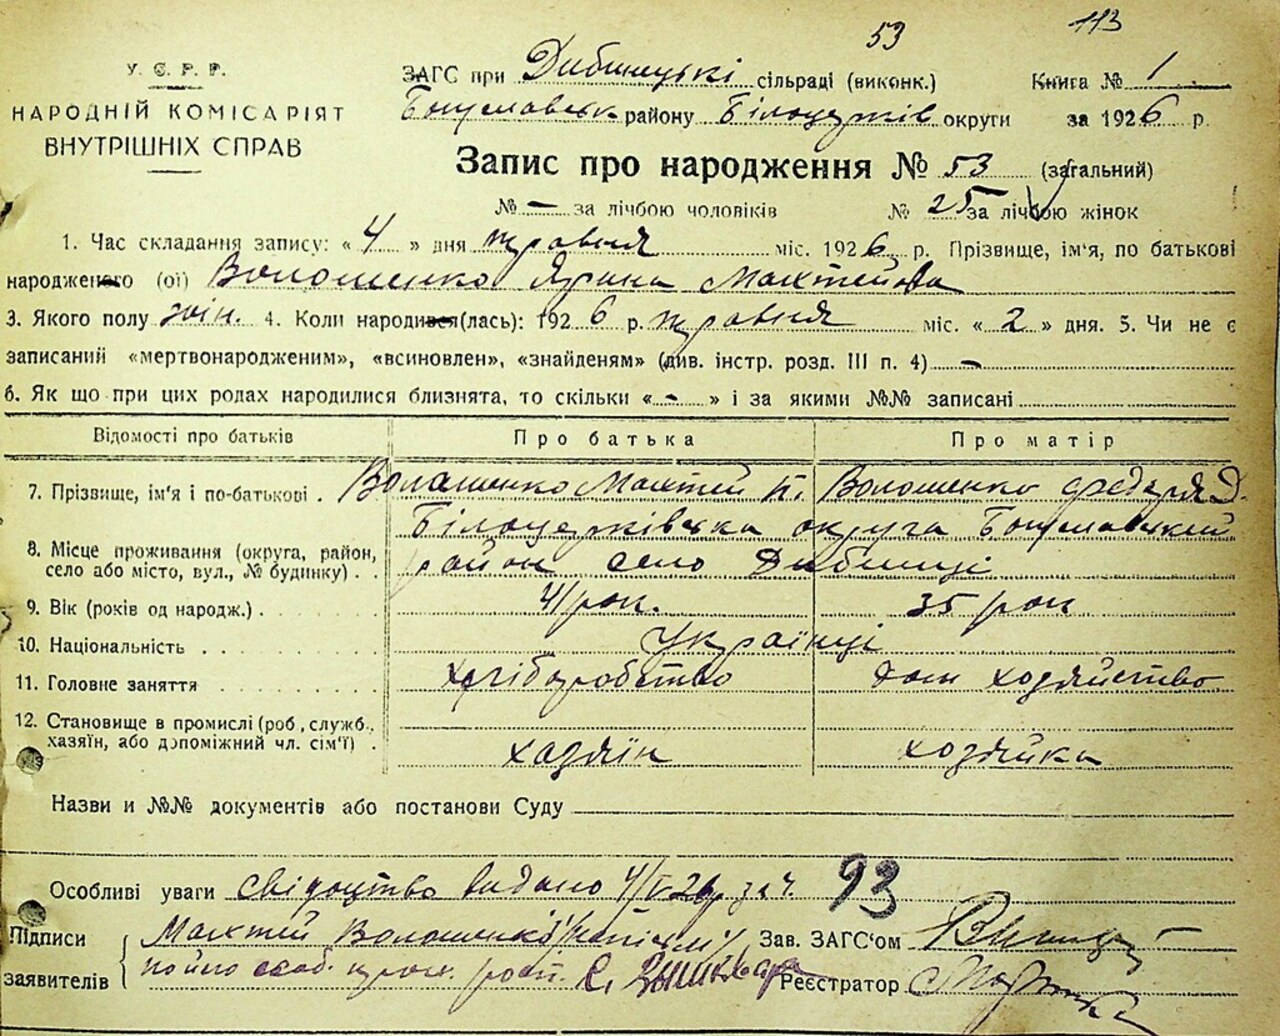 53 113
У. С. Р. Р.
НАРОДНІЙ КОМІСАРІЯТ
ВНУТРІШНІХ СПРАВ
ЗАГС при Дибинецькі сільраді (виконк.) Книга № 1
Богуславськ району Білоцерків округи за 1926 р.
Запис про народження № 53 (загальний)
№ — за лічбою чоловіків № 25 за лічбою жінок
1. Час складання запису: « 4 » дня травня міс. 1926 р. Прізвище, ім'я, по батькові
народженого (ої) Волошенко Ярина Махтейова
3. Якого полу жін. 4. Коли народився(лась): 1926 р. травня міс. « 2 » дня. 5. Чи не є
записаний «мертвонародженим», «всиновлен», «знайденям» (див. інстр. розд. III п. 4) —
6. Як що при цих родах народилися близнята, то скільки « - » і за якими №№ записані
Відомості про батьків Про батька Про матір
7. Прізвище, ім'я і по-батькові . Волошенко Махтей К. Волошенко Федора Д.
Білоцерківська округа Богуславський
8. Місце проживання (округа, район, район село Дибинці
село або місто, вул., № будинку) . .
9. Вік (років од народж.) . 41 рок. 35 рок
10. Національність Українці
11. Головне заняття хліборобство дом хозяйство
12. Становище в промислі (роб., служб.,
хазяїн, або допоміжний чл. сім'ї) . хазяїн хозяйка
Назви и №№ документів або постанови Суду
Особливі уваги свідоцтво видано 4/V 26 р за ч. 93
Підписи
заявителів
Махтей Волошенко
по його особ. прох. розп.
Зав. ЗАГС'ом
Реєстратор